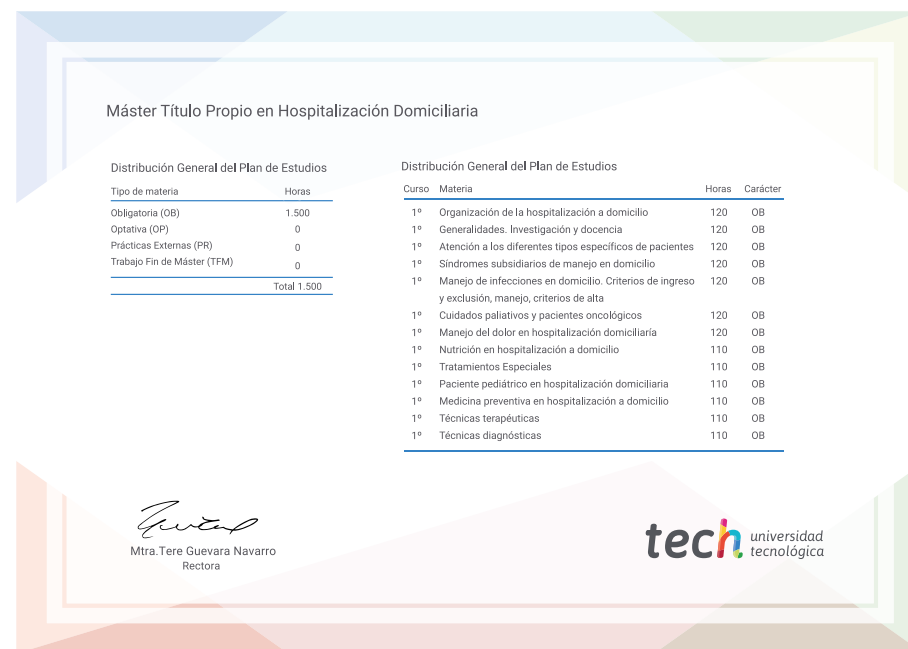 Máster Título Propio en Hospitalización Domiciliaria
Distribución General del Plan de Estudios
Tipo de materia Horas
Obligatoria (OB) 1.500
Optativa (OP) 0
Prácticas Externas (PR) 0
Trabajo Fin de Máster (TFM) 0
Total 1.500
Distribución General del Plan de Estudios
Curso Materia Horas Carácter
1º Organización de la hospitalización a domicilio 120 OB
1º Generalidades. Investigación y docencia 120 OB
1º Atención a los diferentes tipos específicos de pacientes 120 OB
1º Síndromes subsidiarios de manejo en domicilio 120 OB
1º Manejo de infecciones en domicilio. Criterios de ingreso 120 OB
y exclusión, manejo, criterios de alta
1º Cuidados paliativos y pacientes oncológicos 120 OB
1º Manejo del dolor en hospitalización domiciliaría 120 OB
1º Nutrición en hospitalización a domicilio 110 OB
1º Tratamientos Especiales 110 OB
1º Paciente pediátrico en hospitalización domiciliaria 110 OB
1º Medicina preventiva en hospitalización a domicilio 110 OB
1º Técnicas terapéuticas 110 OB
1º Técnicas diagnósticas 110 OB
Mtra.Tere Guevara Navarro
Rectora
tech universidad
tecnológica